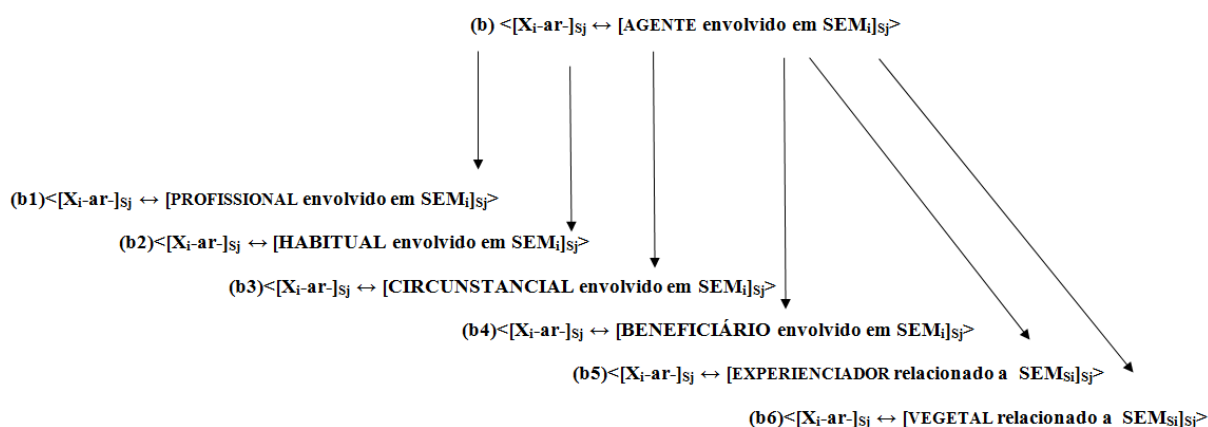 (b) <[Xi-ar-]Sj ↔ [AGENTE envolvido em SEMi]Sj>
(b1)<[Xi-ar-]Sj ↔ [PROFISSIONAL envolvido em SEMi]Sj>
(b2)<[Xi-ar-]Sj ↔ [HABITUAL envolvido em SEMi]Sj>
(b3)<[Xi-ar-]Sj ↔ [CIRCUNSTANCIAL envolvido em SEMi]Sj>
(b4)<[Xi-ar-]Sj ↔ [BENEFICIÁRIO envolvido em SEMi]Sj>
(b5)<[Xi-ar-]Sj ↔ [EXPERIENCIADOR relacionado a SEMSi]Sj>
(b6)<[Xi-ar-]Sj ↔ [VEGETAL relacionado a SEMSi]Sj>